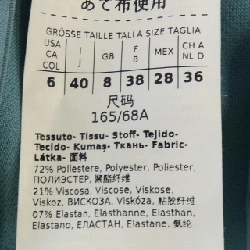 あて布使用
GRÖSSE TAILLE TALLA SIZE TAGLIA
USA CA COL I J GB F B MEX CH A NL D
6 40 8 38 28 36
尺码
165/68A
Tessuto- Tissu- Stoff- Tejido-
Tecido- Kumaş- Ткань- Fabric-
Látka- 面料
72% Poliestere, Polyester, Poliéster,
ПОЛИЭСТЕР, 聚酯纤维
21% Viscosa, Viscose, Viskose,
Вискоза, ВИСКОЗА, Viskóza, 粘胶纤维
07% Elastan, Elasthanne, Elasthan,
Elastano, ЕЛАСТАН, Elastane, 氨纶